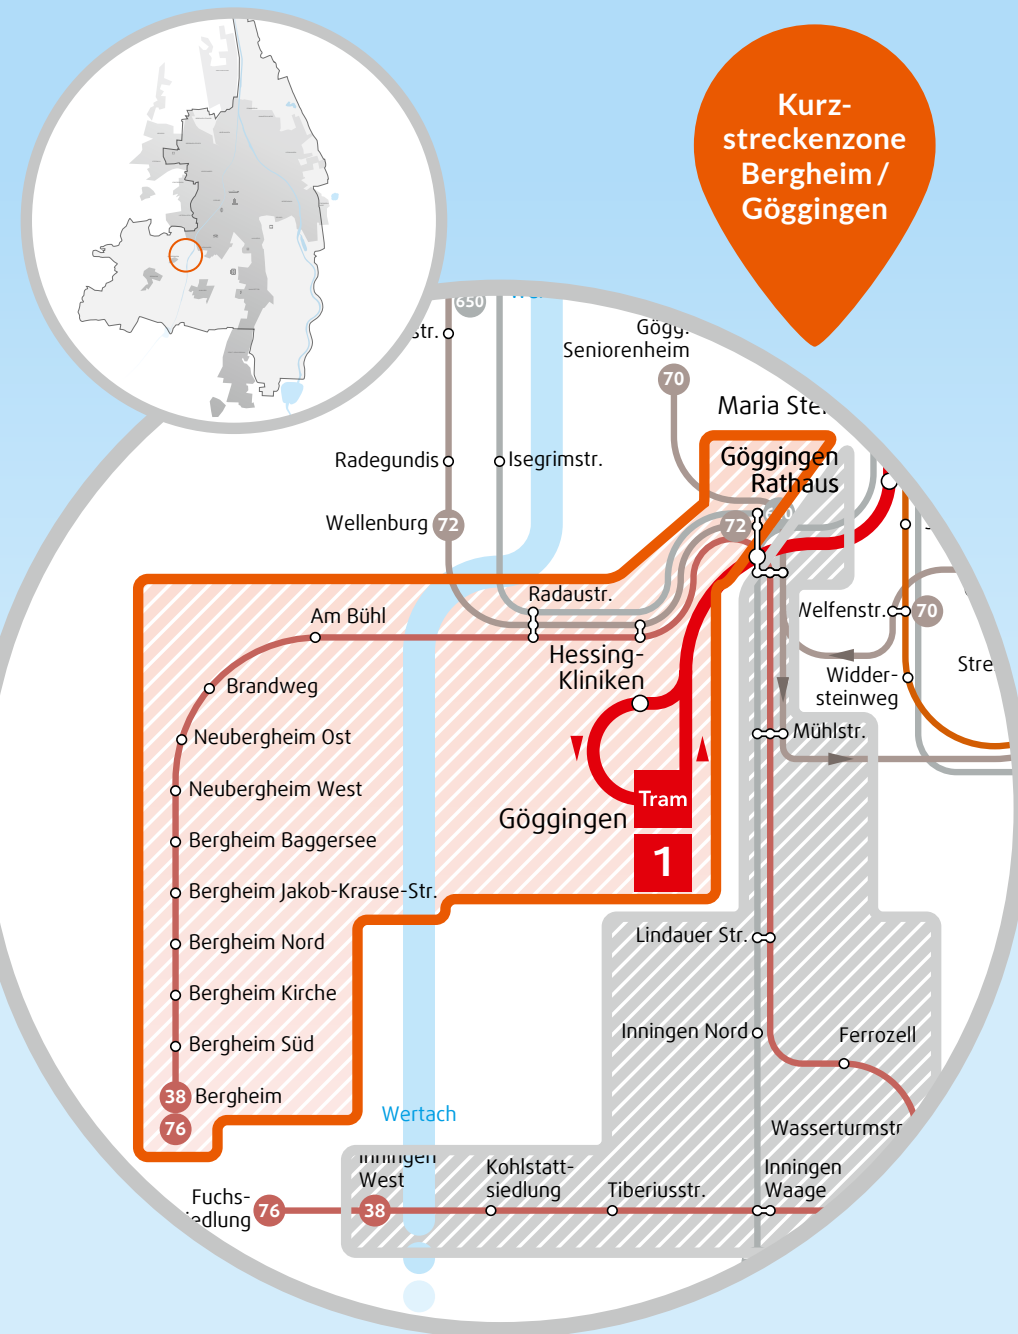 Kurz-
streckenzone
Bergheim /
Göggingen
650
str.
Gögg.
Seniorenheim
70
Maria Ste
Radegundis
Isegrimstr.
Göggingen
Rathaus
Wellenburg
72
72
Radaustr.
Am Bühl
Welfenstr.
70
Hessing-
Kliniken
Widder-
steinweg
Stre
Brandweg
Neubergheim Ost
Mühlstr.
Neubergheim West
Tram
Göggingen
1
Bergheim Baggersee
Bergheim Jakob-Krause-Str.
Bergheim Nord
Lindauer Str.
Bergheim Kirche
Inningen Nord
Ferrozell
Bergheim Süd
38
Bergheim
76
Wertach
Wasserturmstr
Inningen
West
38
Kohlstatt-
siedlung
Tiberiusstr.
Inningen
Waage
Fuchs-
iedlung
76